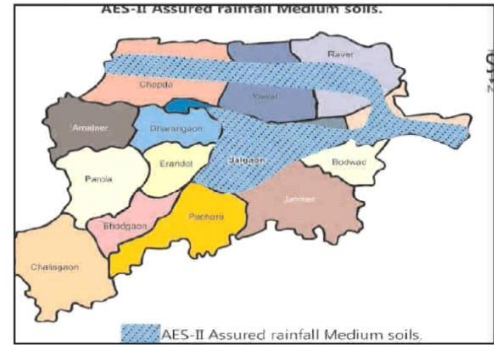 AES-II Assured rainfall Medium soils.
Raver
Chopda
Yawal
Amalner
Dharangaon
Jalgaon
Bodwad
Erandol
Parola
Jamner
Pachora
Bhadgaon
Chalisgaon
AES-II Assured rainfall Medium soils.